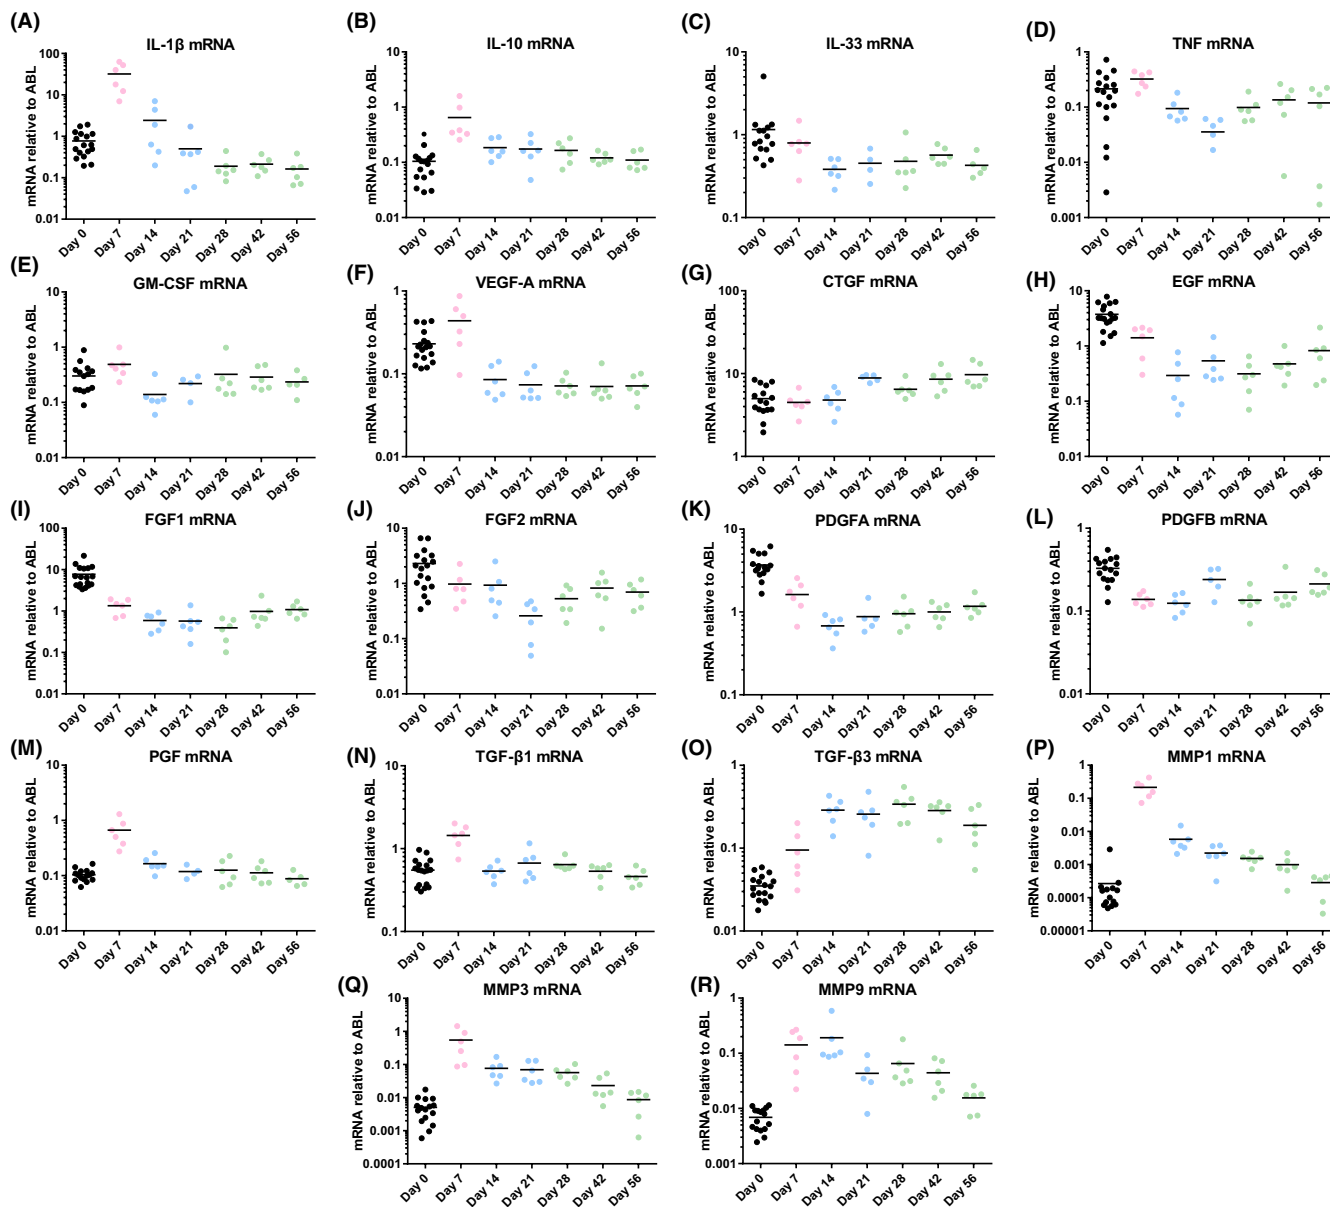 (A)
IL-1β mRNA
mRNA relative to ABL
100
10
1
0.1
0.01
Day 0
Day 7
Day 14
Day 21
Day 28
Day 42
Day 56
(B)
IL-10 mRNA
mRNA relative to ABL
10
1
0.1
0.01
Day 0
Day 7
Day 14
Day 21
Day 28
Day 42
Day 56
(C)
IL-33 mRNA
mRNA relative to ABL
10
1
0.1
Day 0
Day 7
Day 14
Day 21
Day 28
Day 42
Day 56
(D)
TNF mRNA
mRNA relative to ABL
1
0.1
0.01
0.001
Day 0
Day 7
Day 14
Day 21
Day 28
Day 42
Day 56
(E)
GM-CSF mRNA
mRNA relative to ABL
10
1
0.1
0.01
Day 0
Day 7
Day 14
Day 21
Day 28
Day 42
Day 56
(F)
VEGF-A mRNA
mRNA relative to ABL
1
0.1
0.01
Day 0
Day 7
Day 14
Day 21
Day 28
Day 42
Day 56
(G)
CTGF mRNA
mRNA relative to ABL
100
10
1
Day 0
Day 7
Day 14
Day 21
Day 28
Day 42
Day 56
(H)
EGF mRNA
mRNA relative to ABL
10
1
0.1
0.01
Day 0
Day 7
Day 14
Day 21
Day 28
Day 42
Day 56
(I)
FGF1 mRNA
mRNA relative to ABL
100
10
1
0.1
0.01
Day 0
Day 7
Day 14
Day 21
Day 28
Day 42
Day 56
(J)
FGF2 mRNA
mRNA relative to ABL
10
1
0.1
0.01
Day 0
Day 7
Day 14
Day 21
Day 28
Day 42
Day 56
(K)
PDGFA mRNA
mRNA relative to ABL
10
1
0.1
Day 0
Day 7
Day 14
Day 21
Day 28
Day 42
Day 56
(L)
PDGFB mRNA
mRNA relative to ABL
1
0.1
0.01
Day 0
Day 7
Day 14
Day 21
Day 28
Day 42
Day 56
(M)
PGF mRNA
mRNA relative to ABL
10
1
0.1
0.01
Day 0
Day 7
Day 14
Day 21
Day 28
Day 42
Day 56
(N)
TGF-β1 mRNA
mRNA relative to ABL
10
1
0.1
Day 0
Day 7
Day 14
Day 21
Day 28
Day 42
Day 56
(O)
TGF-β3 mRNA
mRNA relative to ABL
1
0.1
0.01
Day 0
Day 7
Day 14
Day 21
Day 28
Day 42
Day 56
(P)
MMP1 mRNA
mRNA relative to ABL
1
0.1
0.01
0.001
0.0001
0.00001
Day 0
Day 7
Day 14
Day 21
Day 28
Day 42
Day 56
(Q)
MMP3 mRNA
mRNA relative to ABL
10
1
0.1
0.01
0.001
0.0001
Day 0
Day 7
Day 14
Day 21
Day 28
Day 42
Day 56
(R)
MMP9 mRNA
mRNA relative to ABL
1
0.1
0.01
0.001
Day 0
Day 7
Day 14
Day 21
Day 28
Day 42
Day 56